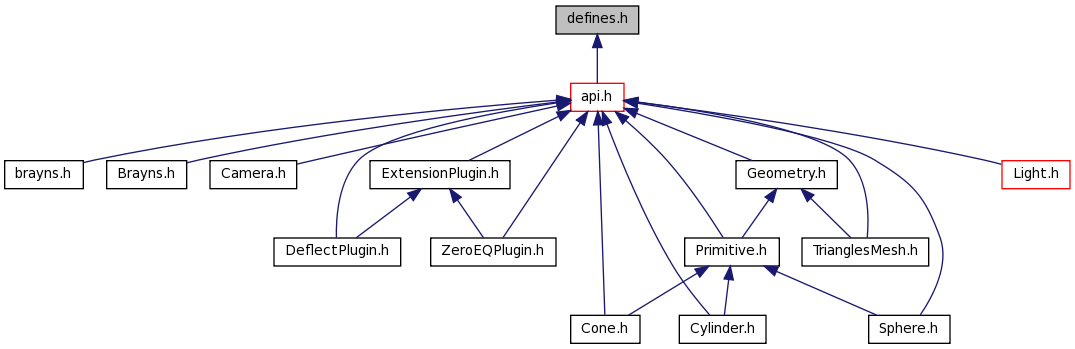 defines.h
api.h
brayns.h
Brayns.h
Camera.h
ExtensionPlugin.h
Geometry.h
Light.h
DeflectPlugin.h
ZeroEQPlugin.h
Primitive.h
TrianglesMesh.h
Cone.h
Cylinder.h
Sphere.h